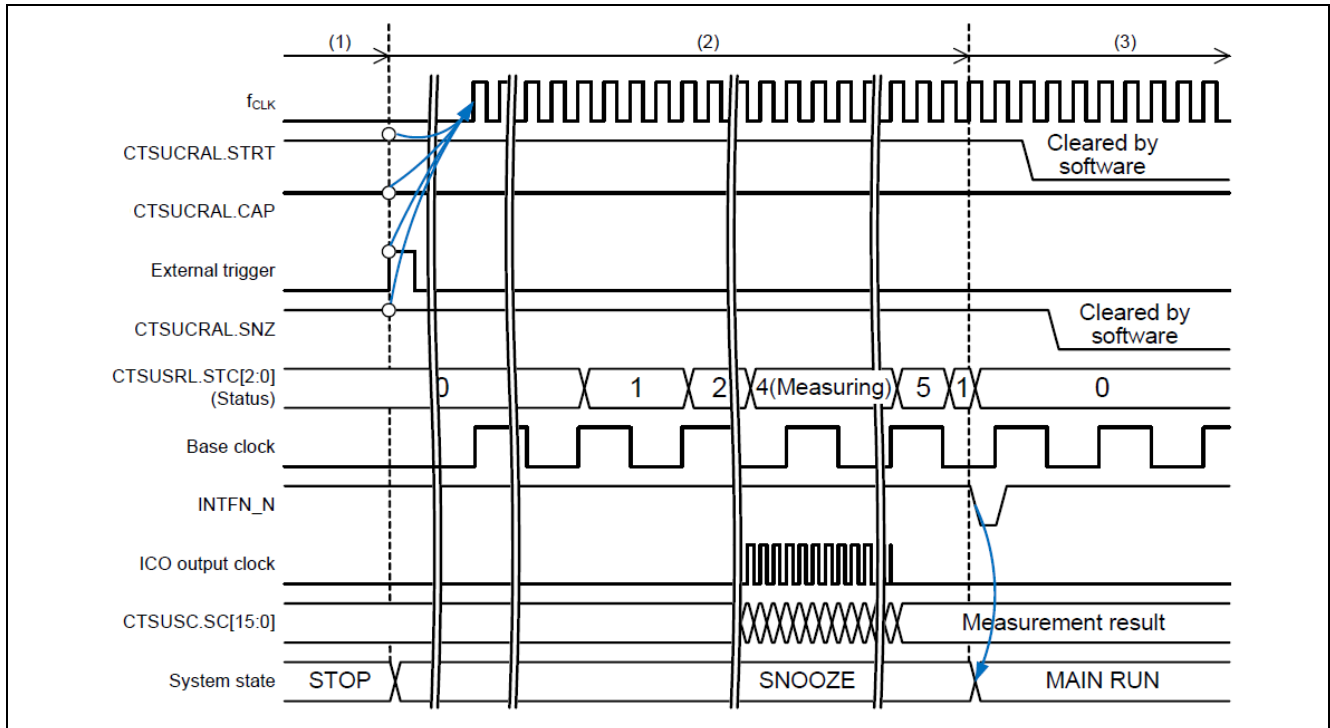 (1) (2) (3)
fCLK
CTSUCRAL.STRT
Cleared by
software
CTSUCRAL.CAP
External trigger
CTSUCRAL.SNZ
Cleared by
software
CTSUSRL.STC[2:0]
(Status)
0 1 2 4(Measuring) 5 1 0
Base clock
INTFN_N
ICO output clock
CTSUSC.SC[15:0] Measurement result
System state STOP SNOOZE MAIN RUN